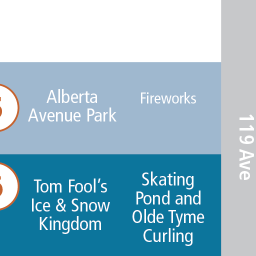 Alberta
Avenue Park
Fireworks
119 Ave
Tom Fool's
Ice & Snow
Kingdom
Skating
Pond and
Olde Tyme
Curling